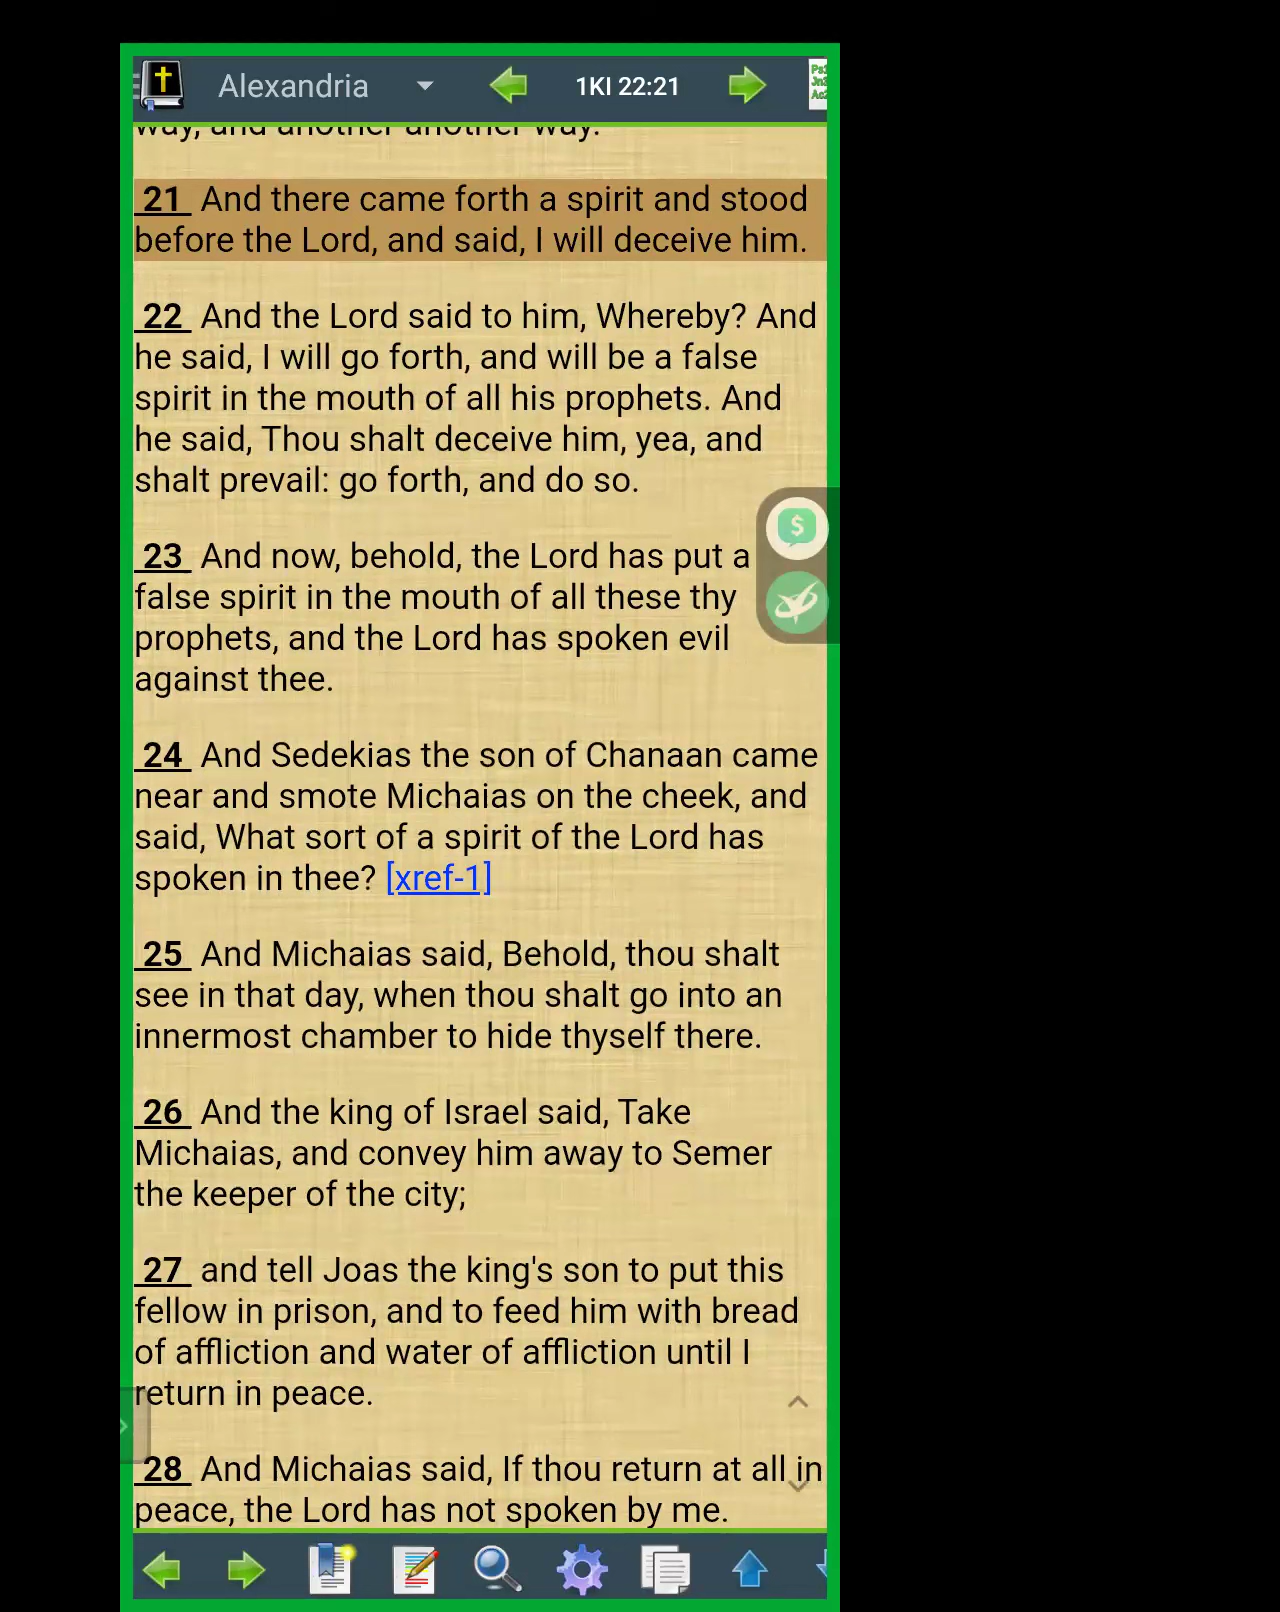 Alexandria
1KI 22:21
way, and another another way.
21 And there came forth a spirit and stood
before the Lord, and said, I will deceive him.
22 And the Lord said to him, Whereby? And
he said, I will go forth, and will be a false
spirit in the mouth of all his prophets. And
he said, Thou shalt deceive him, yea, and
shalt prevail: go forth, and do so.
23 And now, behold, the Lord has put a
false spirit in the mouth of all these thy
prophets, and the Lord has spoken evil
against thee.
24 And Sedekias the son of Chanaan came
near and smote Michaias on the cheek, and
said, What sort of a spirit of the Lord has
spoken in thee? [xref-1]
25 And Michaias said, Behold, thou shalt
see in that day, when thou shalt go into an
innermost chamber to hide thyself there.
26 And the king of Israel said, Take
Michaias, and convey him away to Semer
the keeper of the city;
27 and tell Joas the king's son to put this
fellow in prison, and to feed him with bread
of affliction and water of affliction until I
return in peace.
28 And Michaias said, If thou return at all in
peace, the Lord has not spoken by me.